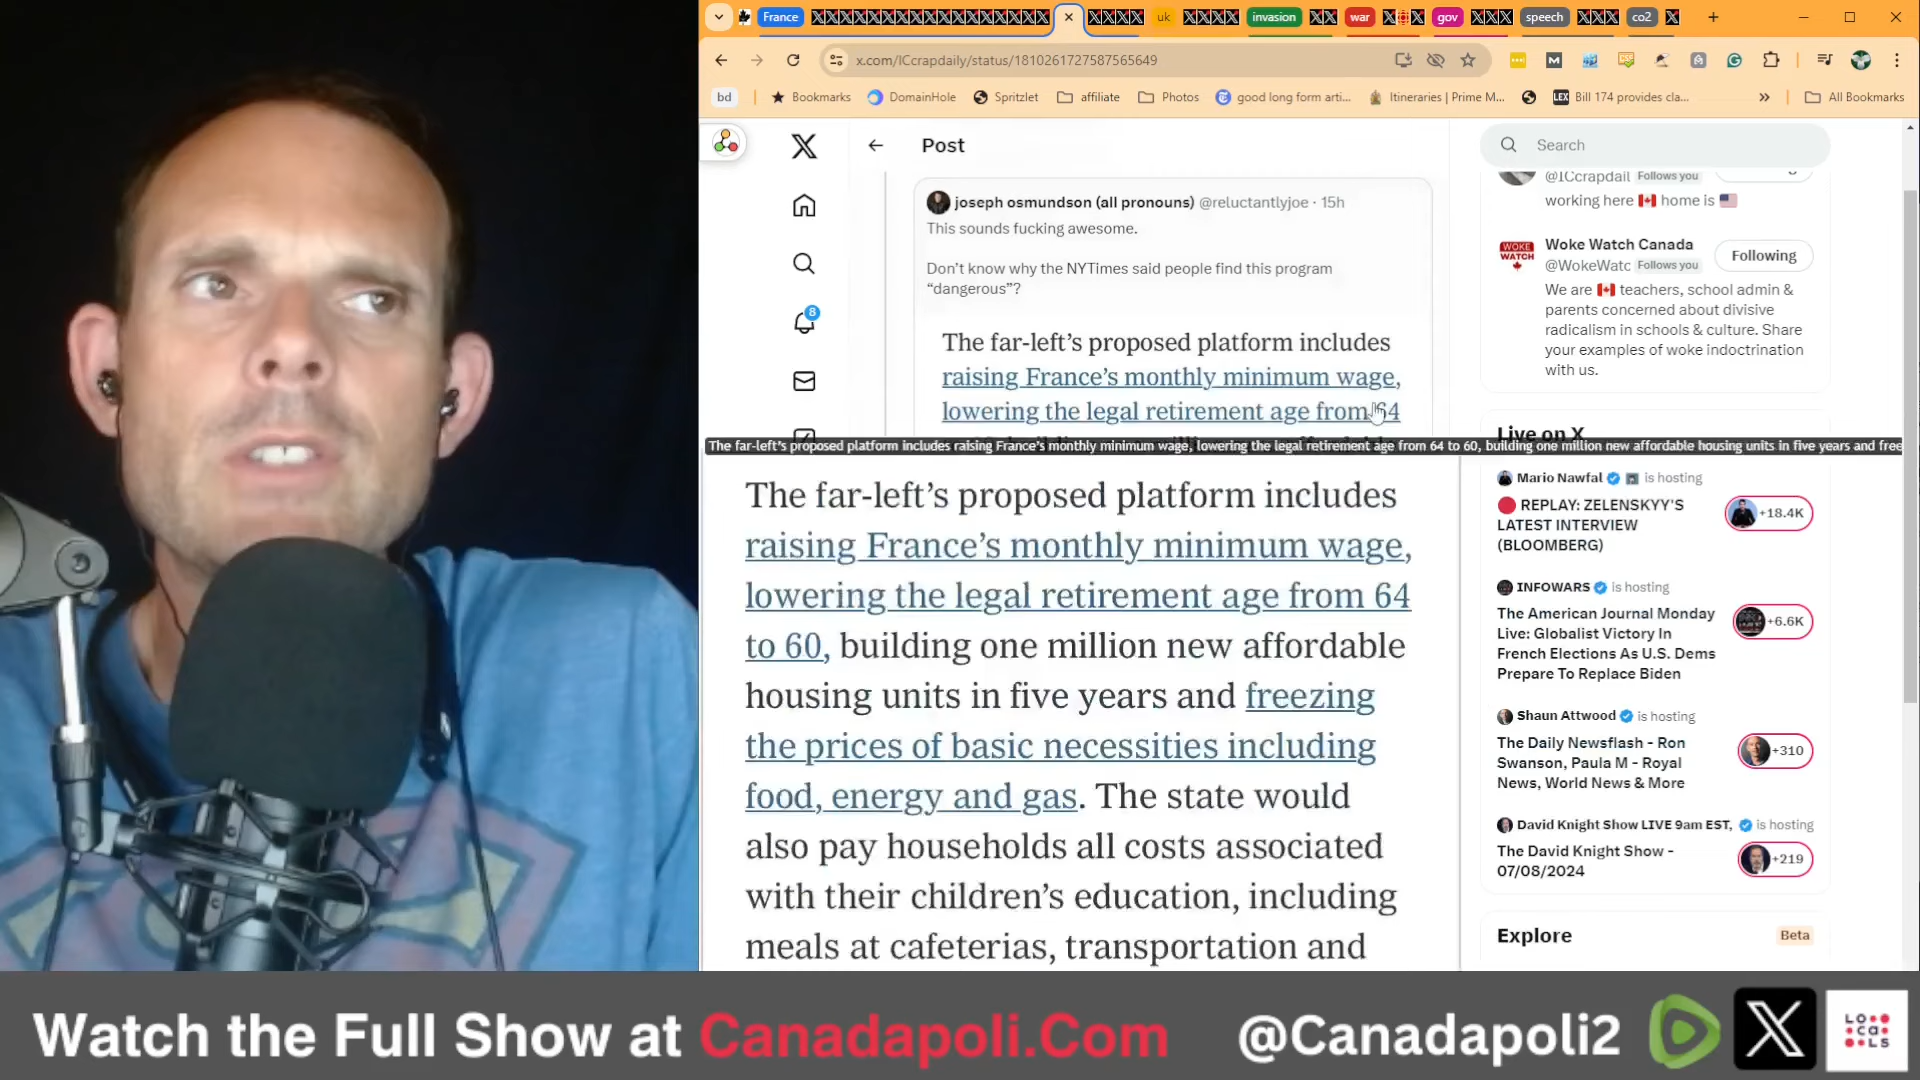 France
uk
invasion
war
gov
speech
co2
x.com/ICcrapdaily/status/1810261727587565649
bd
Bookmarks
DomainHole
Spritzlet
affiliate
Photos
good long form arti...
Itineraries | Prime M...
LEX
Bill 174 provides cla...
All Bookmarks
Post
Search
joseph osmundson (all pronouns) @reluctantlyjoe · 15h
This sounds fucking awesome.
Don't know why the NYTimes said people find this program
“dangerous”?
The far-left's proposed platform includes
raising France's monthly minimum wage,
lowering the legal retirement age from 64
The far-left's proposed platform includes raising France's monthly minimum wage, lowering the legal retirement age from 64 to 60, building one million new affordable housing units in five years and free
The far-left's proposed platform includes
raising France's monthly minimum wage,
lowering the legal retirement age from 64
to 60, building one million new affordable
housing units in five years and freezing
the prices of basic necessities including
food, energy and gas. The state would
also pay households all costs associated
with their children's education, including
meals at cafeterias, transportation and
8
@ICcrapdail Follows you
working here 🇨🇦 home is 🇺🇸
WOKE
WATCH
Woke Watch Canada
@WokeWatc Follows you
Following
We are 🇨🇦 teachers, school admin &
parents concerned about divisive
radicalism in schools & culture. Share
your examples of woke indoctrination
with us.
Live on X
Mario Nawfal is hosting
🔴 REPLAY: ZELENSKYY'S
LATEST INTERVIEW
(BLOOMBERG)
+18.4K
INFOWARS is hosting
The American Journal Monday
Live: Globalist Victory In
French Elections As U.S. Dems
Prepare To Replace Biden
+6.6K
Shaun Attwood is hosting
The Daily Newsflash - Ron
Swanson, Paula M - Royal
News, World News & More
+310
David Knight Show LIVE 9am EST, is hosting
The David Knight Show -
07/08/2024
+219
Explore
Beta
Watch the Full Show at Canadapoli.Com
@Canadapoli2
LO
ca
LS